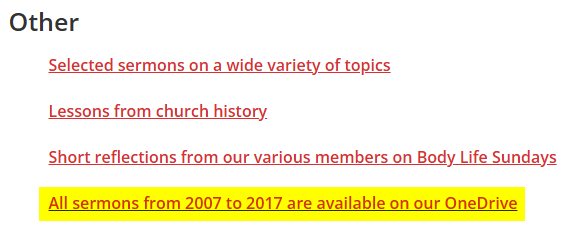 Other
Selected sermons on a wide variety of topics
Lessons from church history
Short reflections from our various members on Body Life Sundays
All sermons from 2007 to 2017 are available on our OneDrive